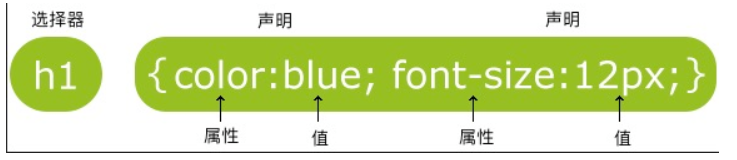 选择器 声明 声明
h1 {color:blue; font-size:12px;}
属性 值 属性 值